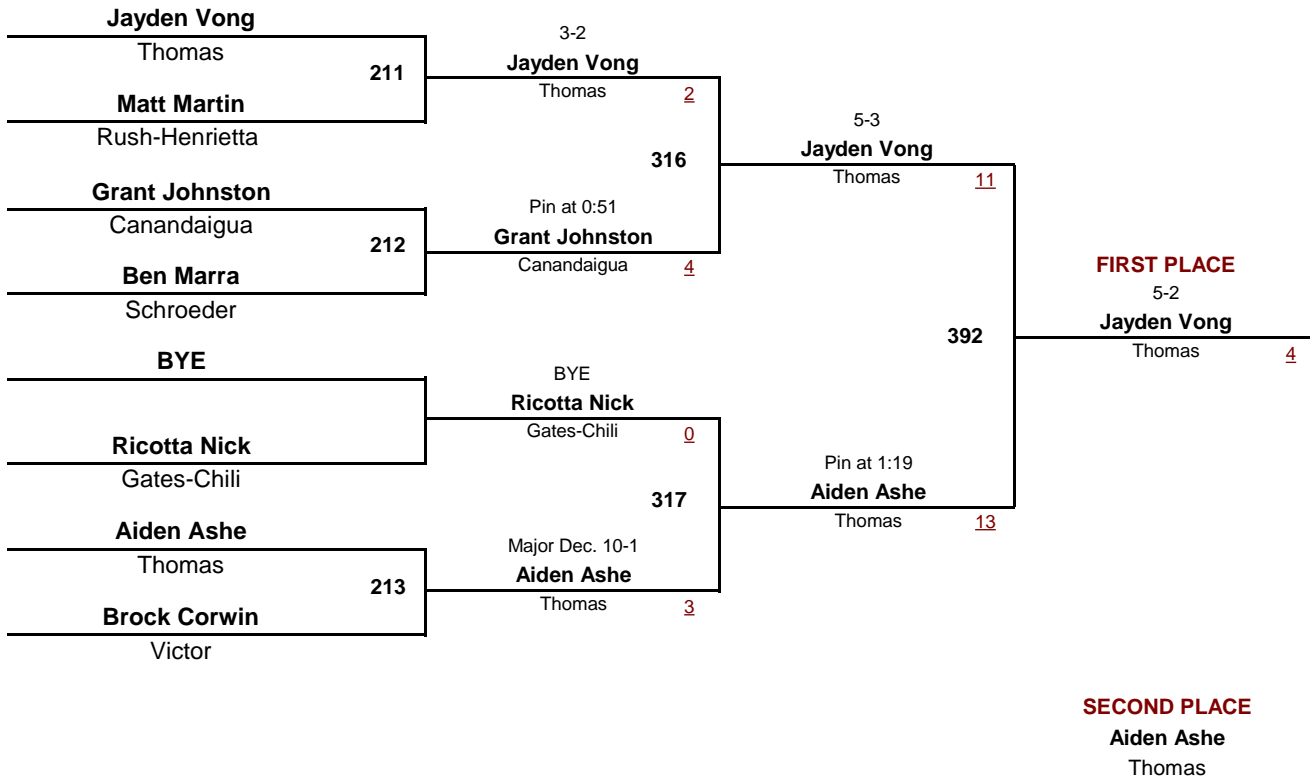 Jayden Vong
Thomas
211
Matt Martin
Rush-Henrietta
Grant Johnston
Canandaigua
212
Ben Marra
Schroeder
BYE
Ricotta Nick
Gates-Chili
Aiden Ashe
Thomas
213
Brock Corwin
Victor
3-2
Jayden Vong
Thomas 2
316
Pin at 0:51
Grant Johnston
Canandaigua 4
BYE
Ricotta Nick
Gates-Chili 0
317
Major Dec. 10-1
Aiden Ashe
Thomas 3
5-3
Jayden Vong
Thomas 11
392
Pin at 1:19
Aiden Ashe
Thomas 13
FIRST PLACE
5-2
Jayden Vong
Thomas 4
SECOND PLACE
Aiden Ashe
Thomas